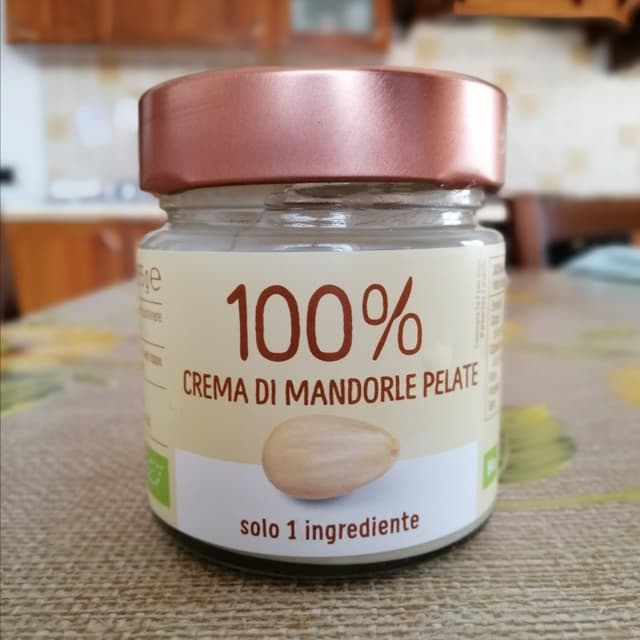 100%
CREMA DI MANDORLE PELATE
solo 1 ingrediente